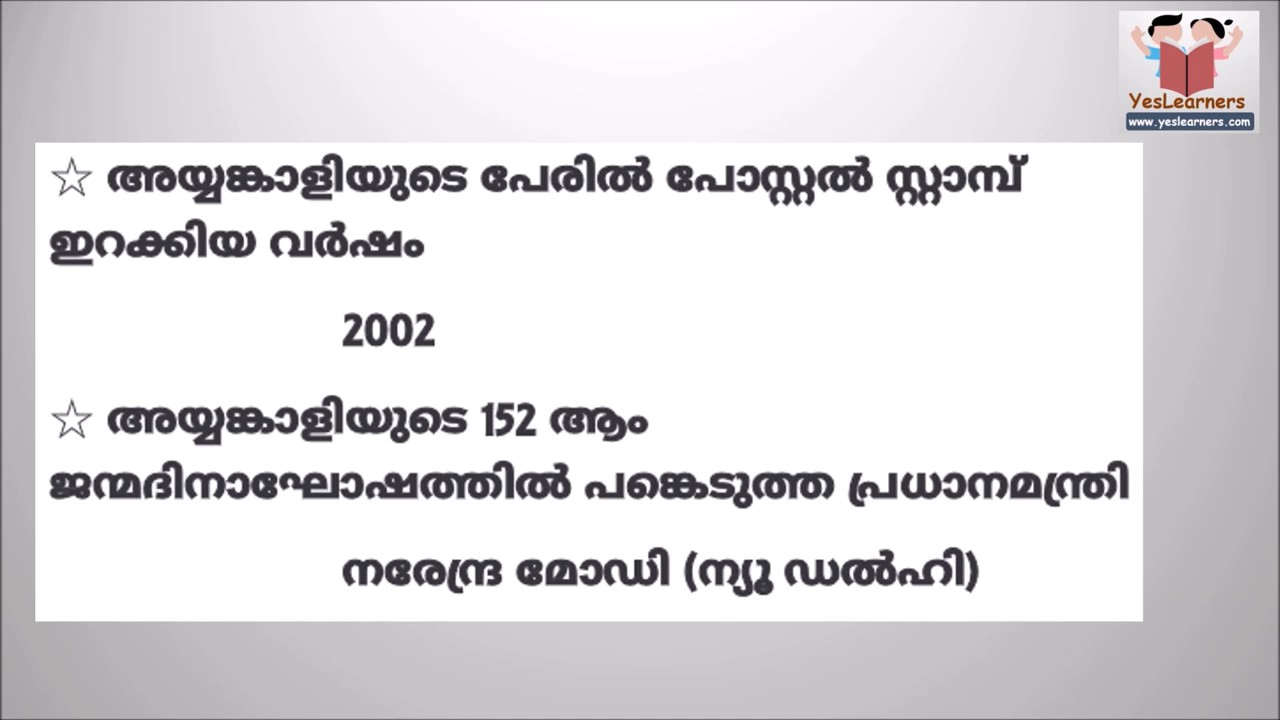 YesLearners
www.yeslearners.com
☆ അയ്യങ്കാളിയുടെ പേരിൽ പോസ്റ്റൽ സ്റ്റാമ്പ്
ഇറക്കിയ വർഷം
2002
☆ അയ്യങ്കാളിയുടെ 152 ആം
ജന്മദിനാഘോഷത്തിൽ പങ്കെടുത്ത പ്രധാനമന്ത്രി
നരേന്ദ്ര മോഡി (ന്യൂ ഡൽഹി)